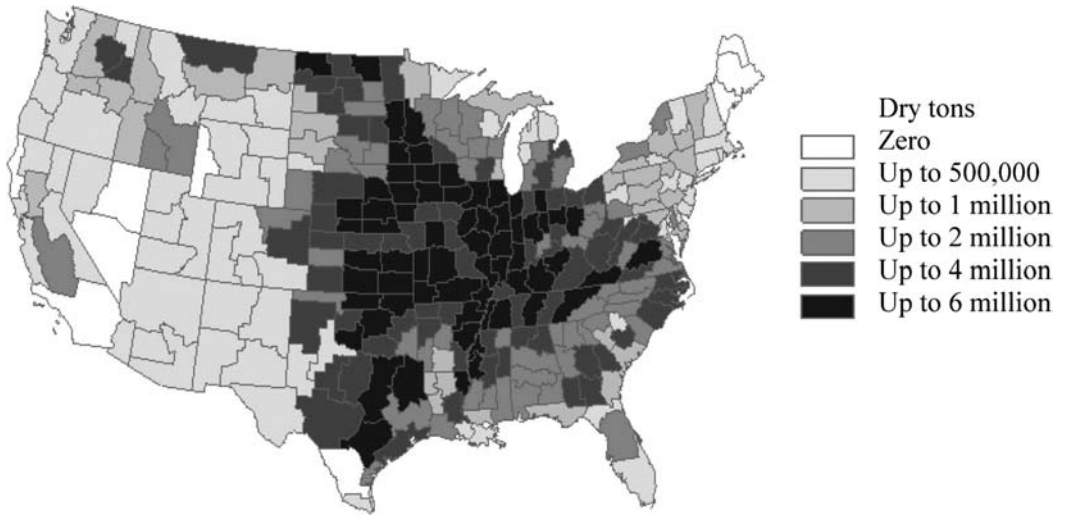 Dry tons
Zero
Up to 500,000
Up to 1 million
Up to 2 million
Up to 4 million
Up to 6 million